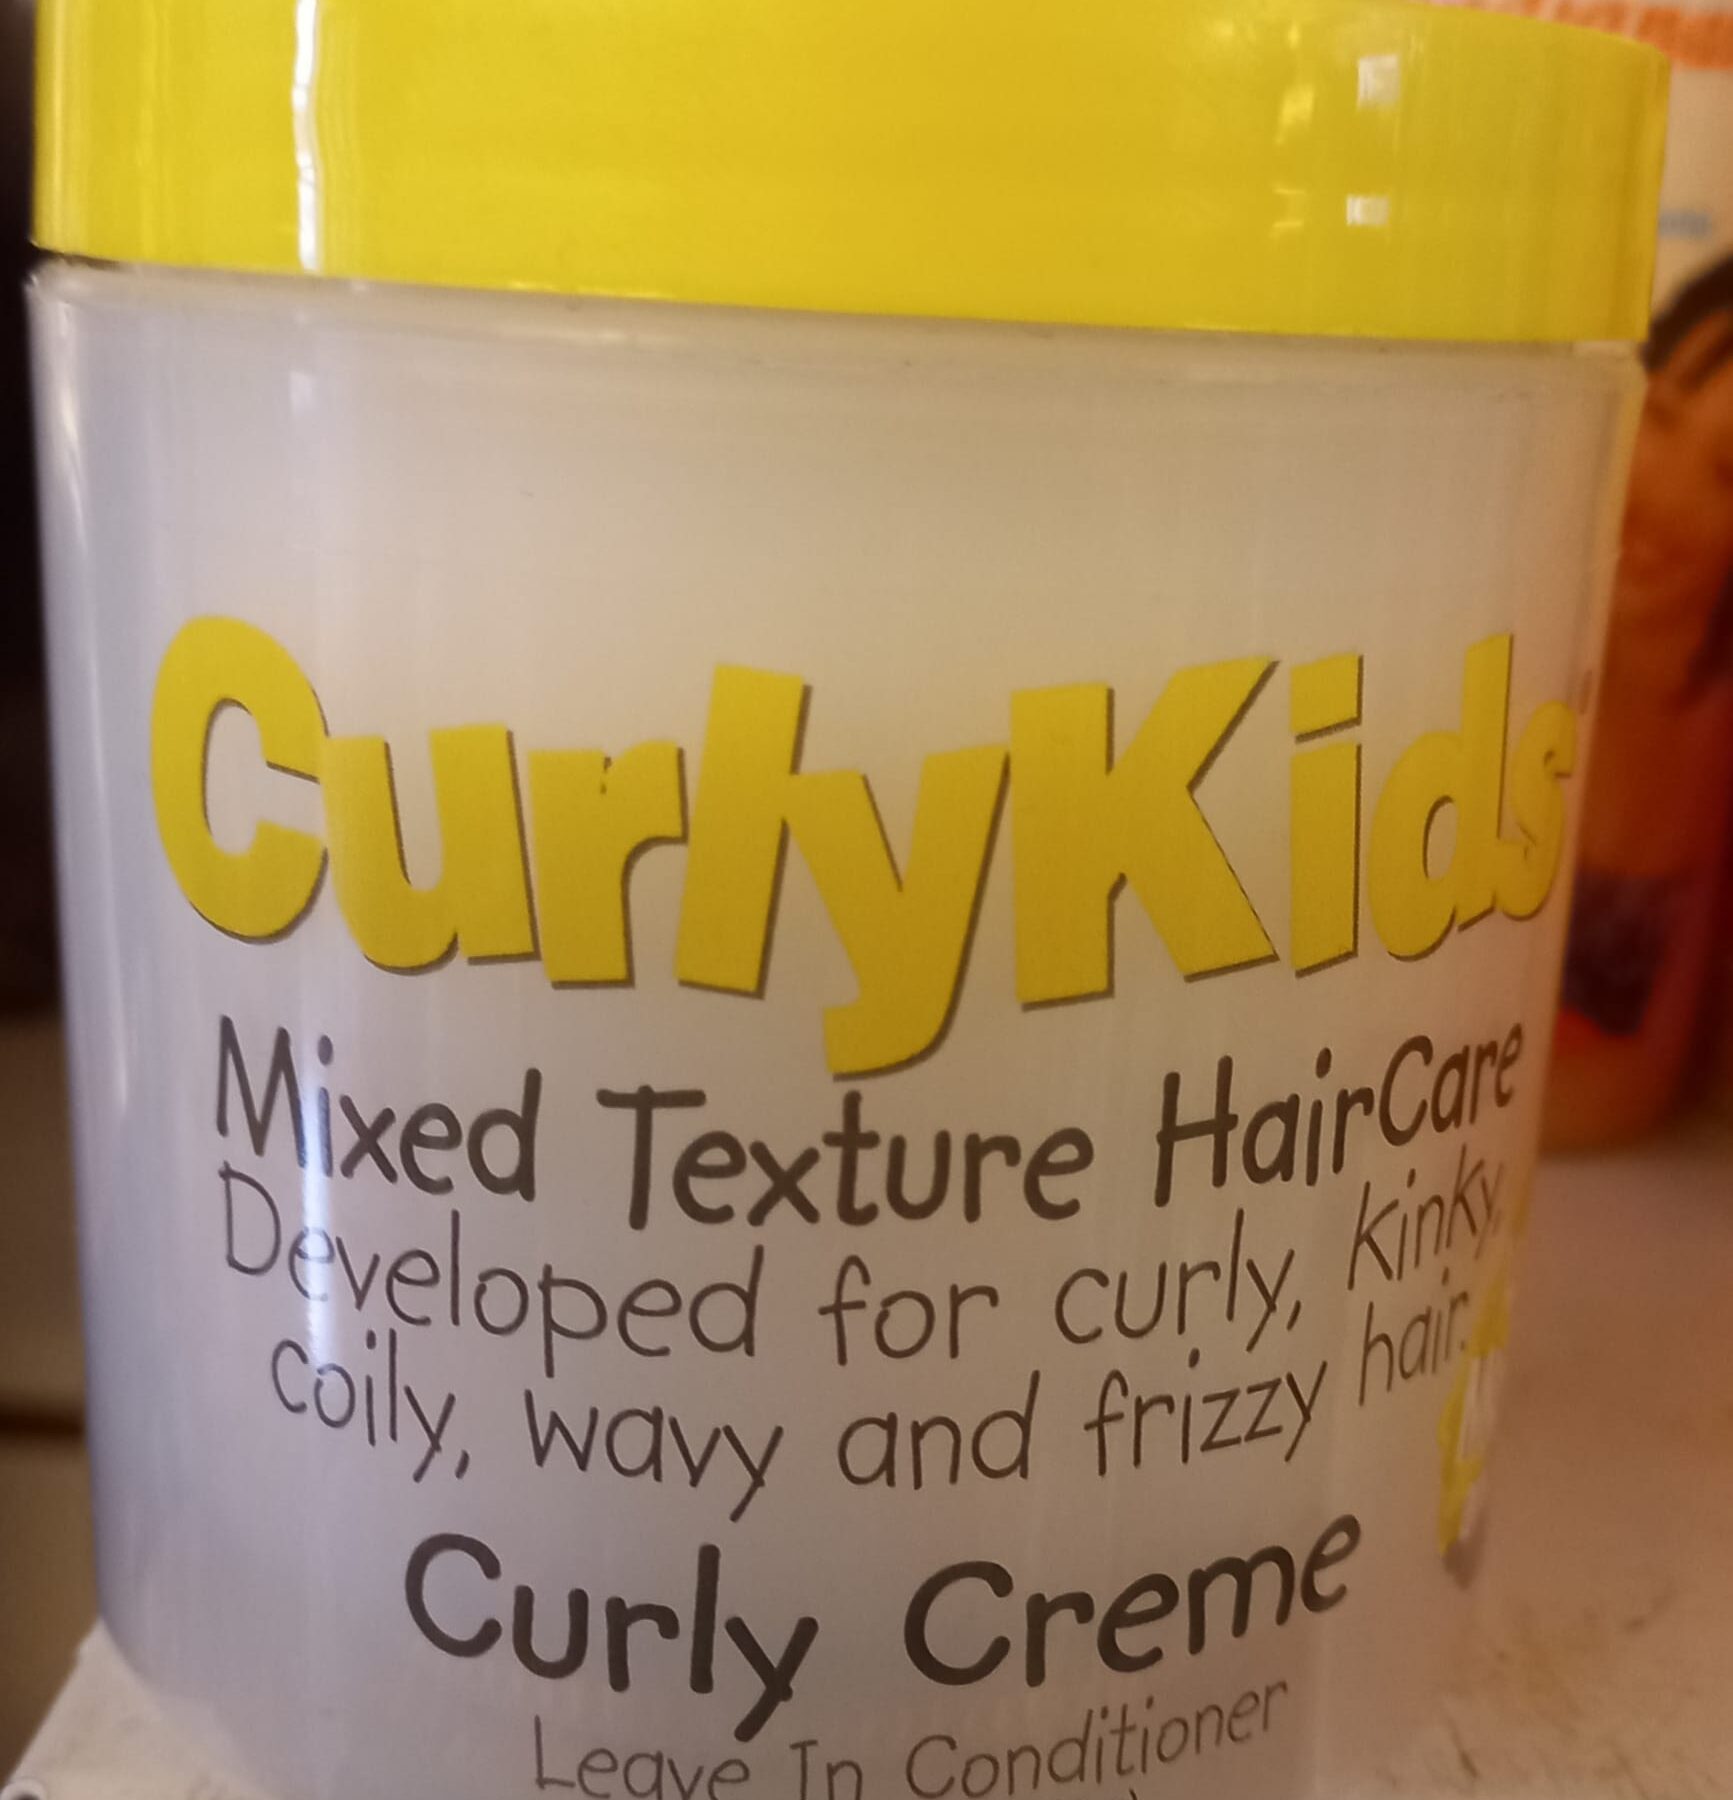 CurlyKids
Mixed Texture HairCare
Developed for curly, kinky,
coily, wavy and frizzy hair.
Curly Creme
Leave In Conditioner